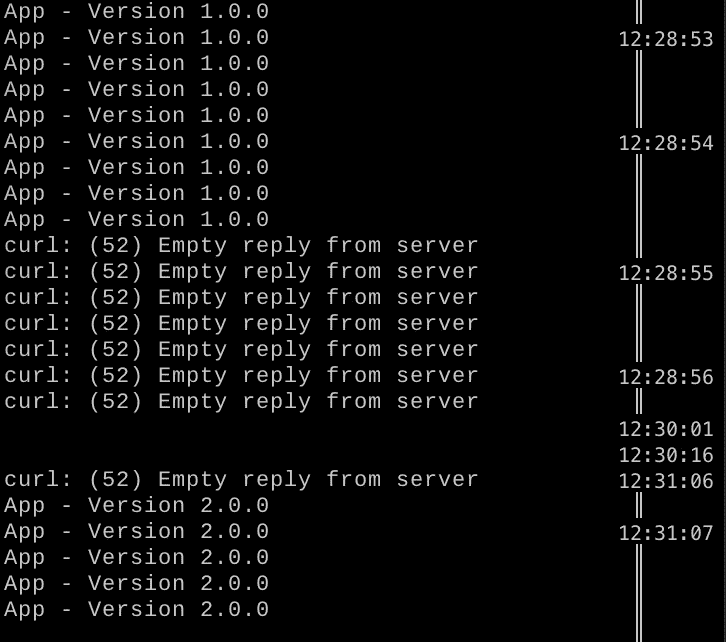 App - Version 1.0.0
App - Version 1.0.0 12:28:53
App - Version 1.0.0
App - Version 1.0.0
App - Version 1.0.0
App - Version 1.0.0 12:28:54
App - Version 1.0.0
App - Version 1.0.0
App - Version 1.0.0
curl: (52) Empty reply from server
curl: (52) Empty reply from server 12:28:55
curl: (52) Empty reply from server
curl: (52) Empty reply from server
curl: (52) Empty reply from server
curl: (52) Empty reply from server 12:28:56
curl: (52) Empty reply from server
12:30:01
12:30:16
curl: (52) Empty reply from server 12:31:06
App - Version 2.0.0
App - Version 2.0.0 12:31:07
App - Version 2.0.0
App - Version 2.0.0
App - Version 2.0.0